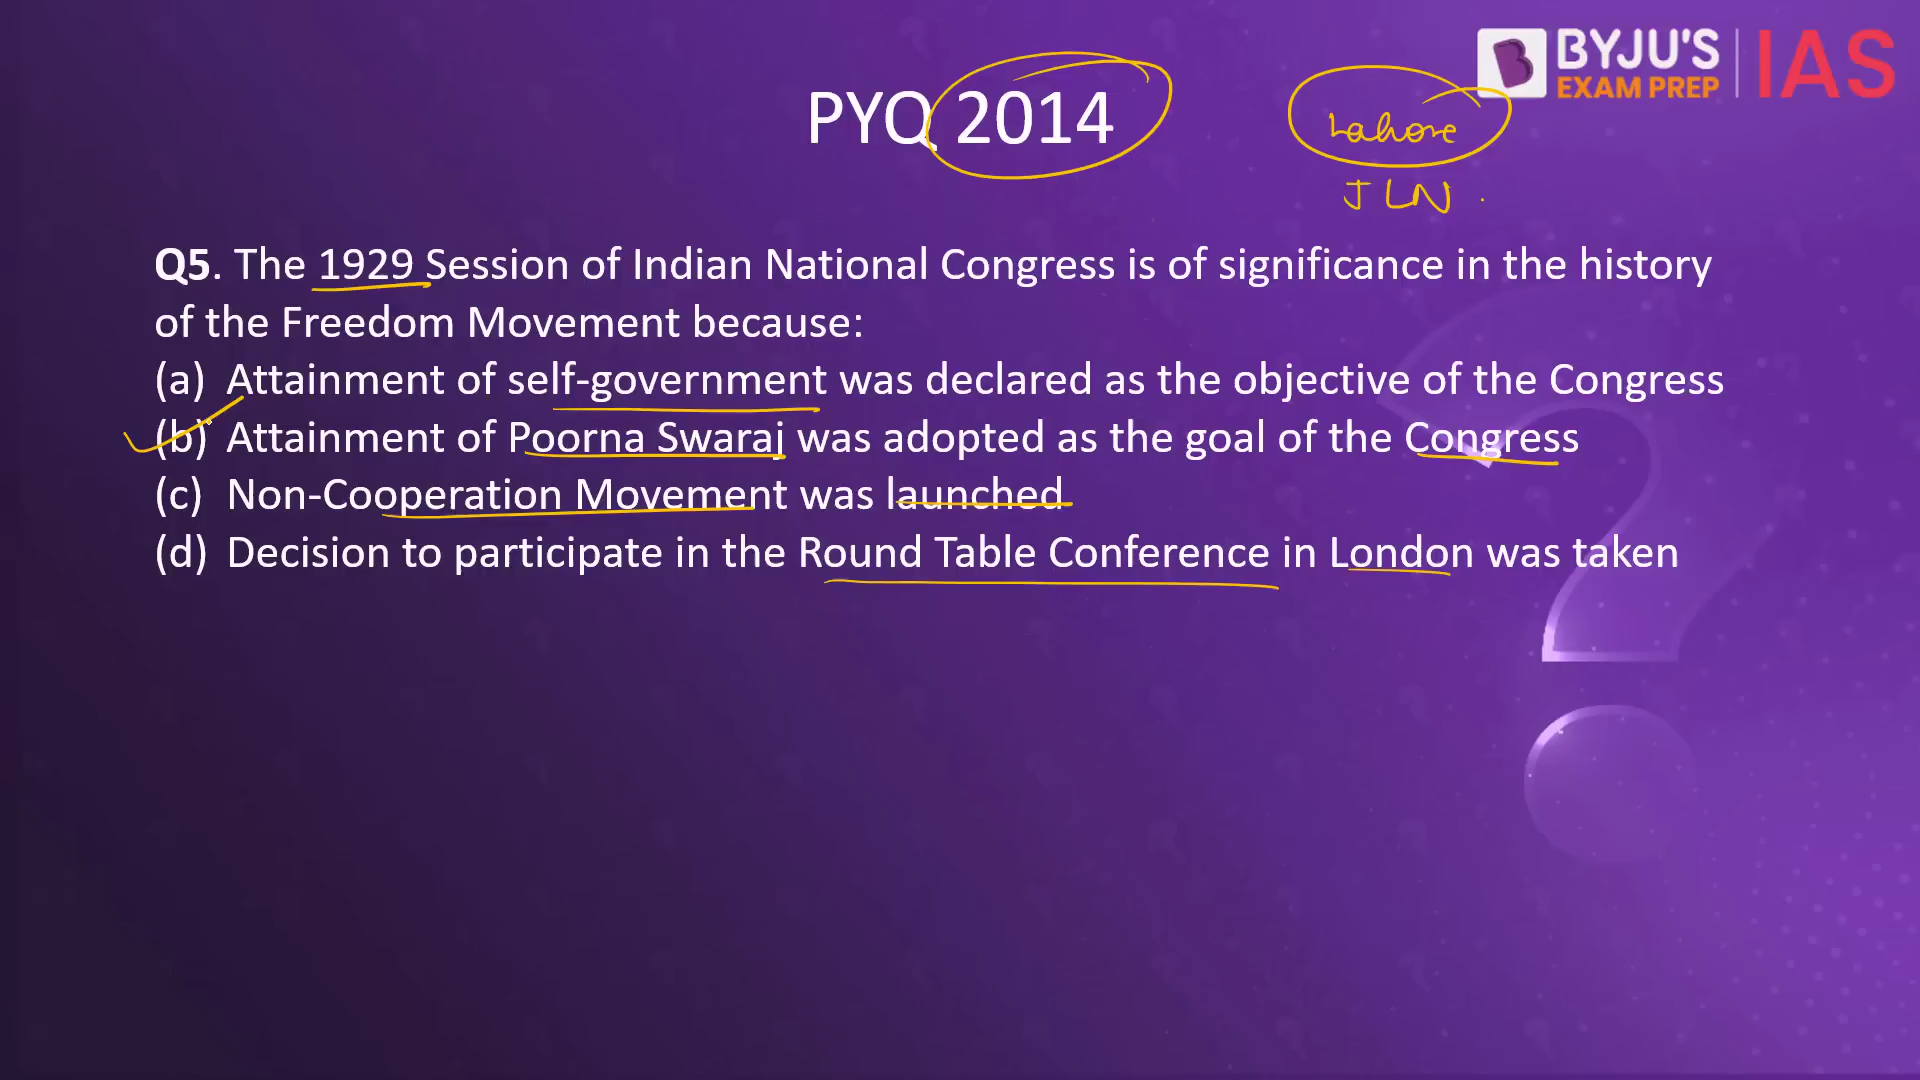 BYJU'S
EXAM PREP
IAS
PYQ 2014
Lahore
JLN
Q5. The 1929 Session of Indian National Congress is of significance in the history
of the Freedom Movement because:
(a) Attainment of self-government was declared as the objective of the Congress
(b) Attainment of Poorna Swaraj was adopted as the goal of the Congress
(c) Non-Cooperation Movement was launched
(d) Decision to participate in the Round Table Conference in London was taken